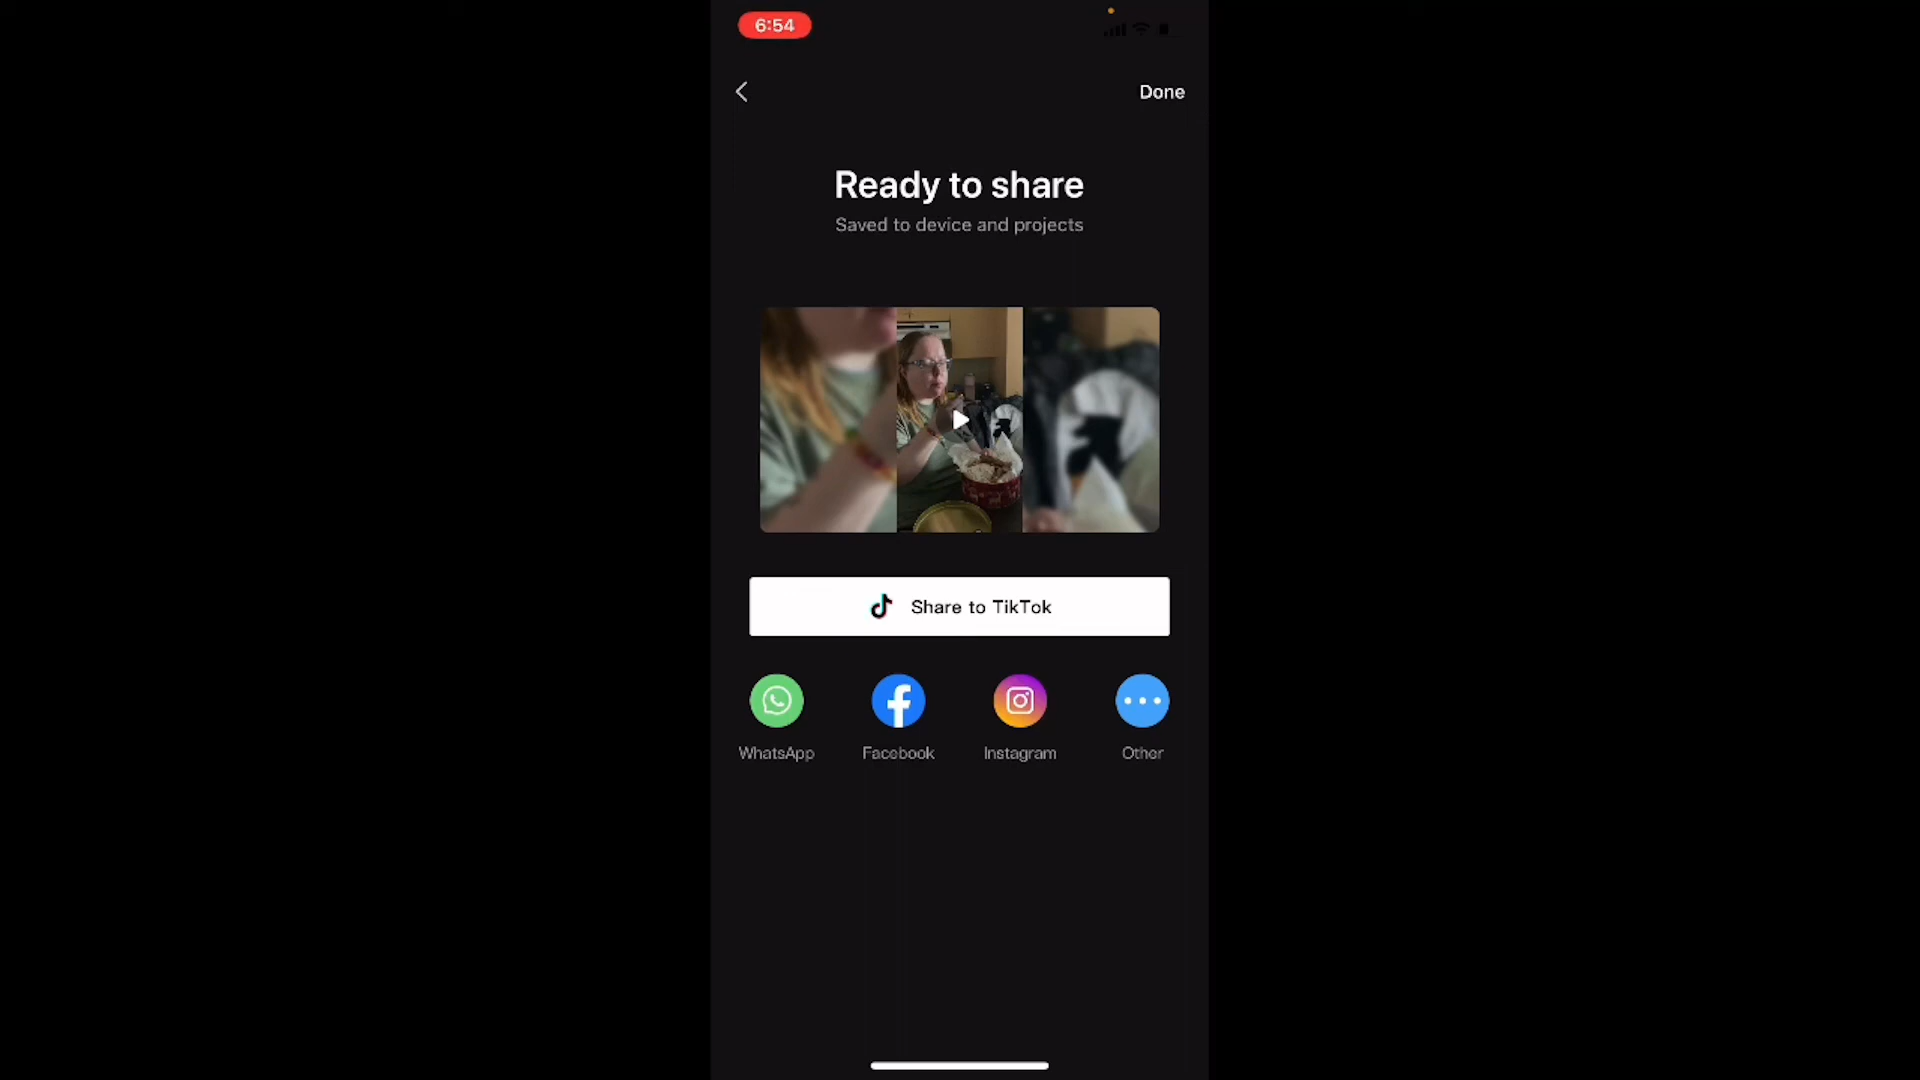 6:54
Done
Ready to share
Saved to device and projects
Share to TikTok
WhatsApp
Facebook
Instagram
Other